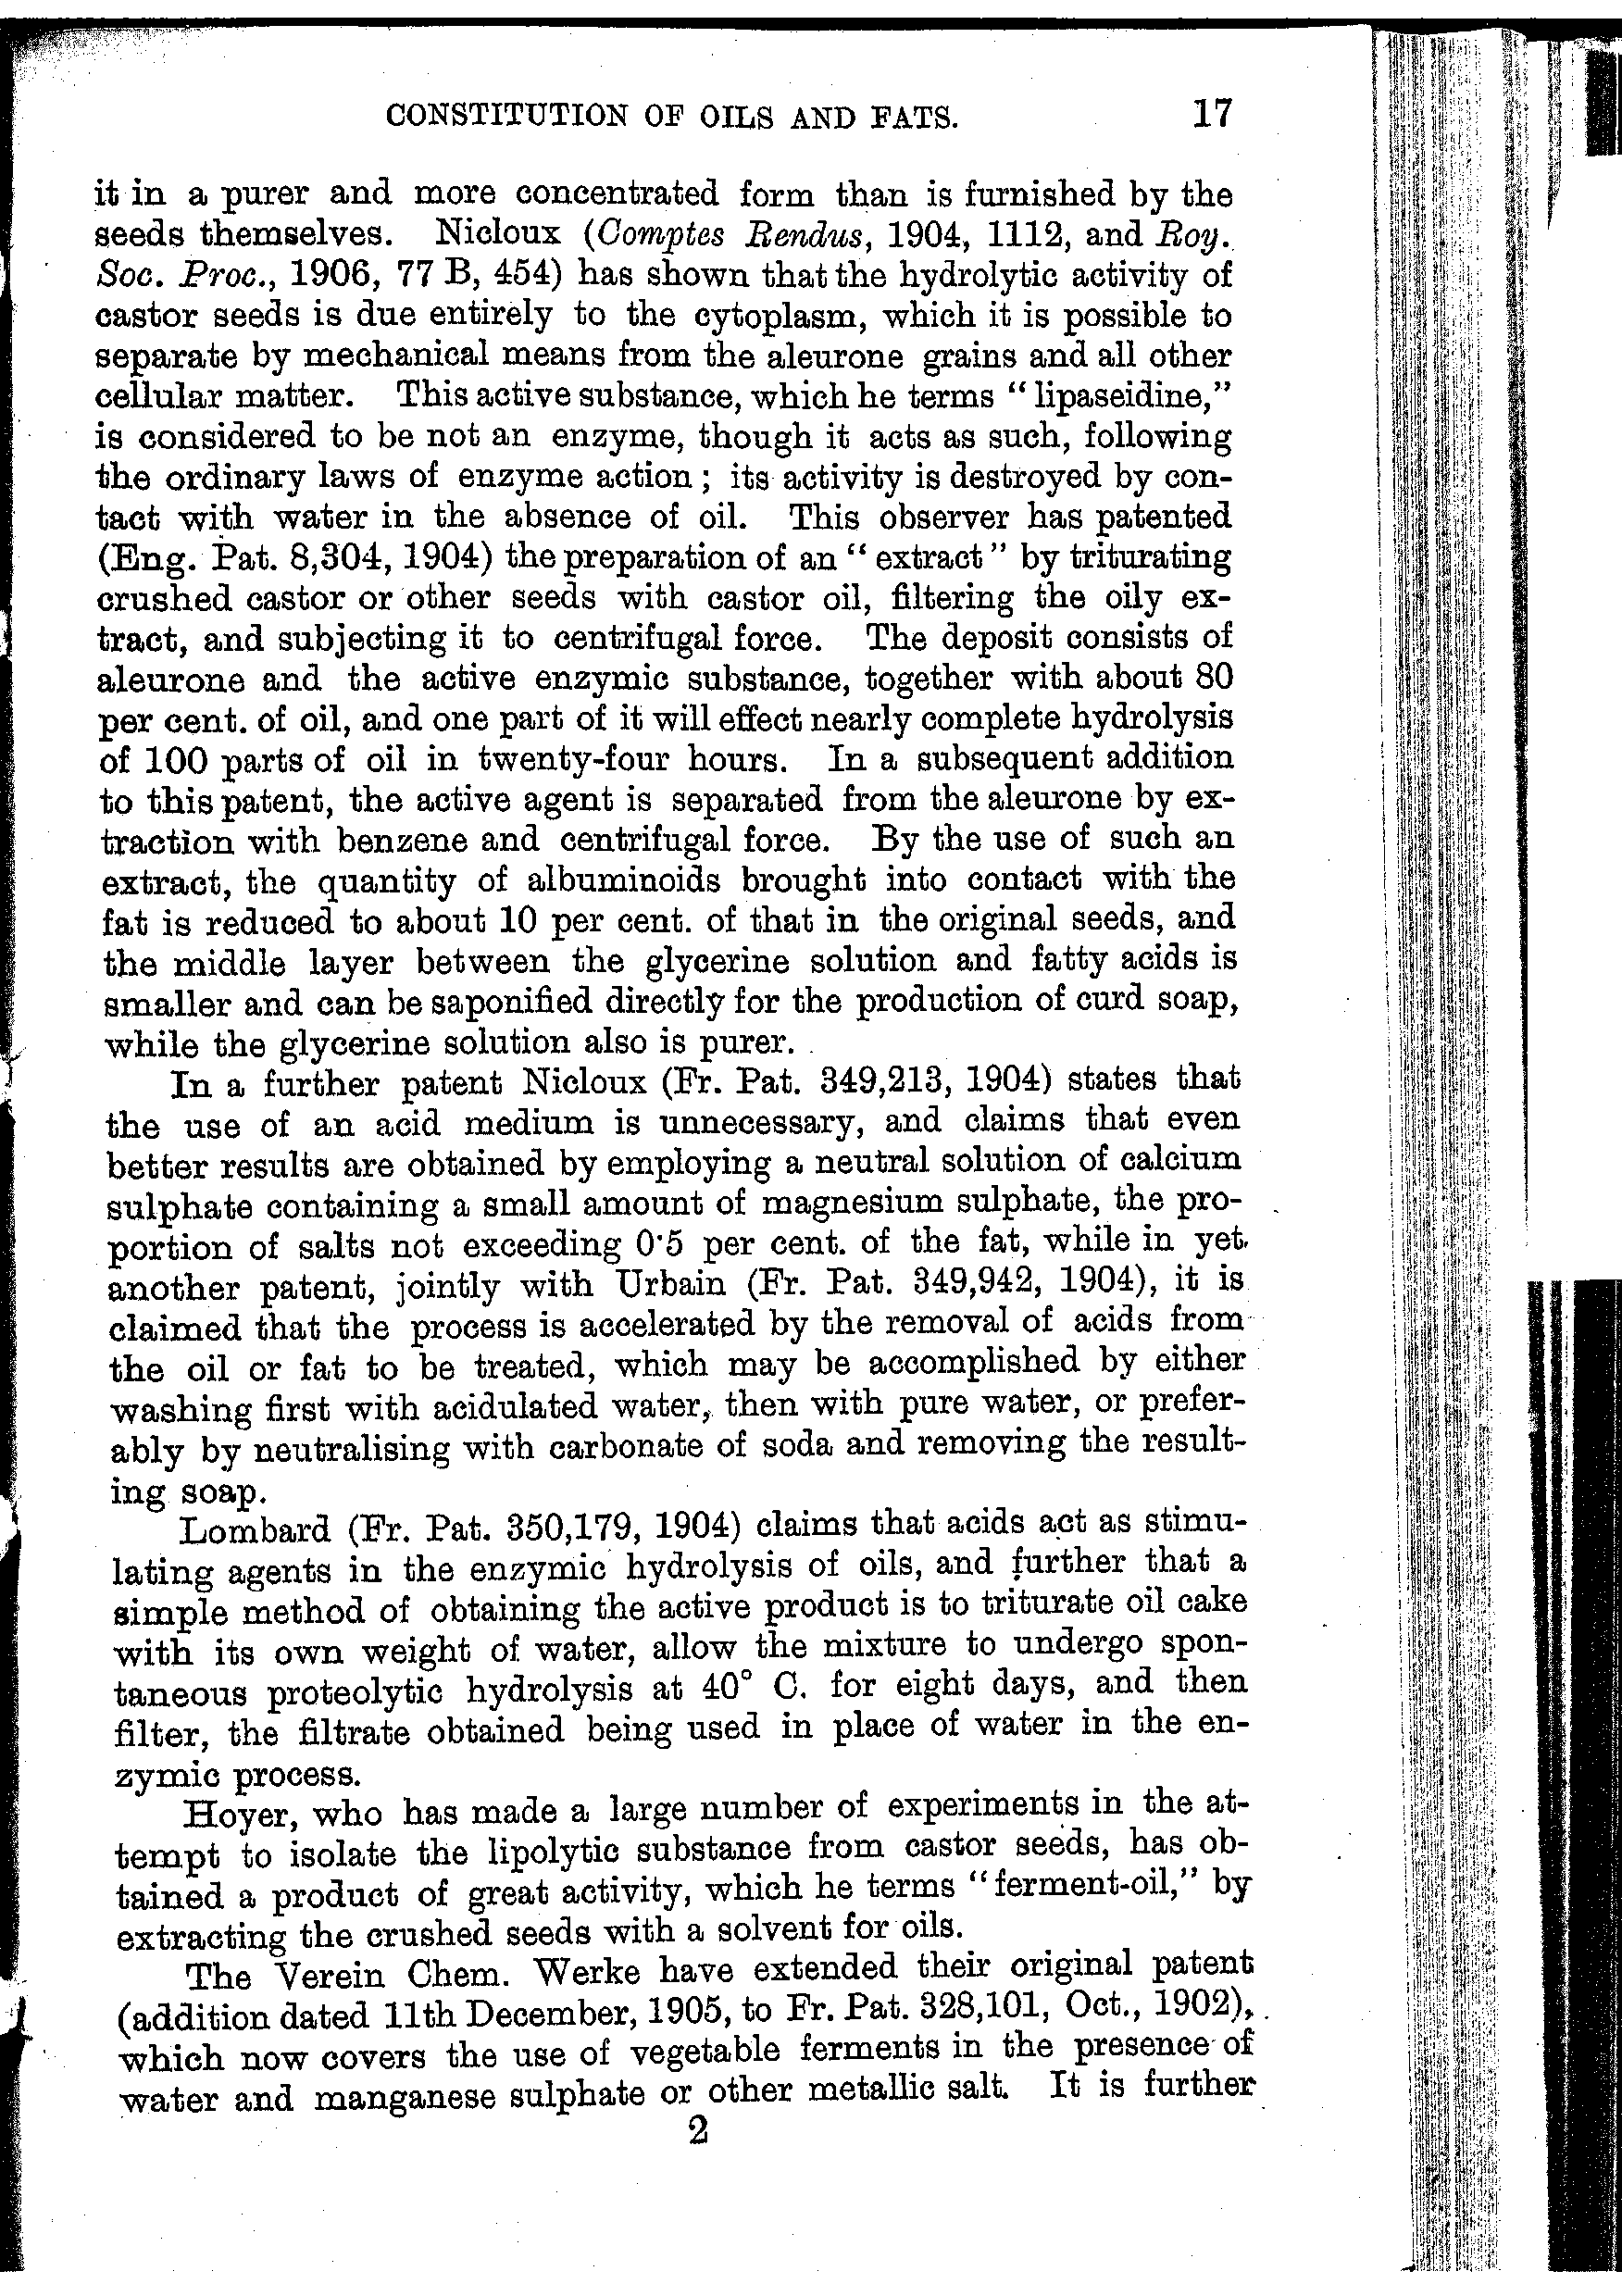 CONSTITUTION OF OILS AND FATS. 17
it in a purer and more concentrated form than is furnished by the
seeds themselves. Nicloux (Comptes Rendus, 1904, 1112, and Roy.
Soc. Proc., 1906, 77 B, 454) has shown that the hydrolytic activity of
castor seeds is due entirely to the cytoplasm, which it is possible to
separate by mechanical means from the aleurone grains and all other
cellular matter. This active substance, which he terms “lipaseidine,”
is considered to be not an enzyme, though it acts as such, following
the ordinary laws of enzyme action; its activity is destroyed by con-
tact with water in the absence of oil. This observer has patented
(Eng. Pat. 8,304, 1904) the preparation of an “extract” by triturating
crushed castor or other seeds with castor oil, filtering the oily ex-
tract, and subjecting it to centrifugal force. The deposit consists of
aleurone and the active enzymic substance, together with about 80
per cent. of oil, and one part of it will effect nearly complete hydrolysis
of 100 parts of oil in twenty-four hours. In a subsequent addition
to this patent, the active agent is separated from the aleurone by ex-
traction with benzene and centrifugal force. By the use of such an
extract, the quantity of albuminoids brought into contact with the
fat is reduced to about 10 per cent. of that in the original seeds, and
the middle layer between the glycerine solution and fatty acids is
smaller and can be saponified directly for the production of curd soap,
while the glycerine solution also is purer.
In a further patent Nicloux (Fr. Pat. 349,213, 1904) states that
the use of an acid medium is unnecessary, and claims that even
better results are obtained by employing a neutral solution of calcium
sulphate containing a small amount of magnesium sulphate, the pro-
portion of salts not exceeding 0·5 per cent. of the fat, while in yet
another patent, jointly with Urbain (Fr. Pat. 349,942, 1904), it is
claimed that the process is accelerated by the removal of acids from
the oil or fat to be treated, which may be accomplished by either
washing first with acidulated water, then with pure water, or prefer-
ably by neutralising with carbonate of soda and removing the result-
ing soap.
Lombard (Fr. Pat. 350,179, 1904) claims that acids act as stimu-
lating agents in the enzymic hydrolysis of oils, and further that a
simple method of obtaining the active product is to triturate oil cake
with its own weight of water, allow the mixture to undergo spon-
taneous proteolytic hydrolysis at 40° C. for eight days, and then
filter, the filtrate obtained being used in place of water in the en-
zymic process.
Hoyer, who has made a large number of experiments in the at-
tempt to isolate the lipolytic substance from castor seeds, has ob-
tained a product of great activity, which he terms “ferment-oil,” by
extracting the crushed seeds with a solvent for oils.
The Verein Chem. Werke have extended their original patent
(addition dated 11th December, 1905, to Fr. Pat. 328,101, Oct., 1902),
which now covers the use of vegetable ferments in the presence of
water and manganese sulphate or other metallic salt. It is further
2